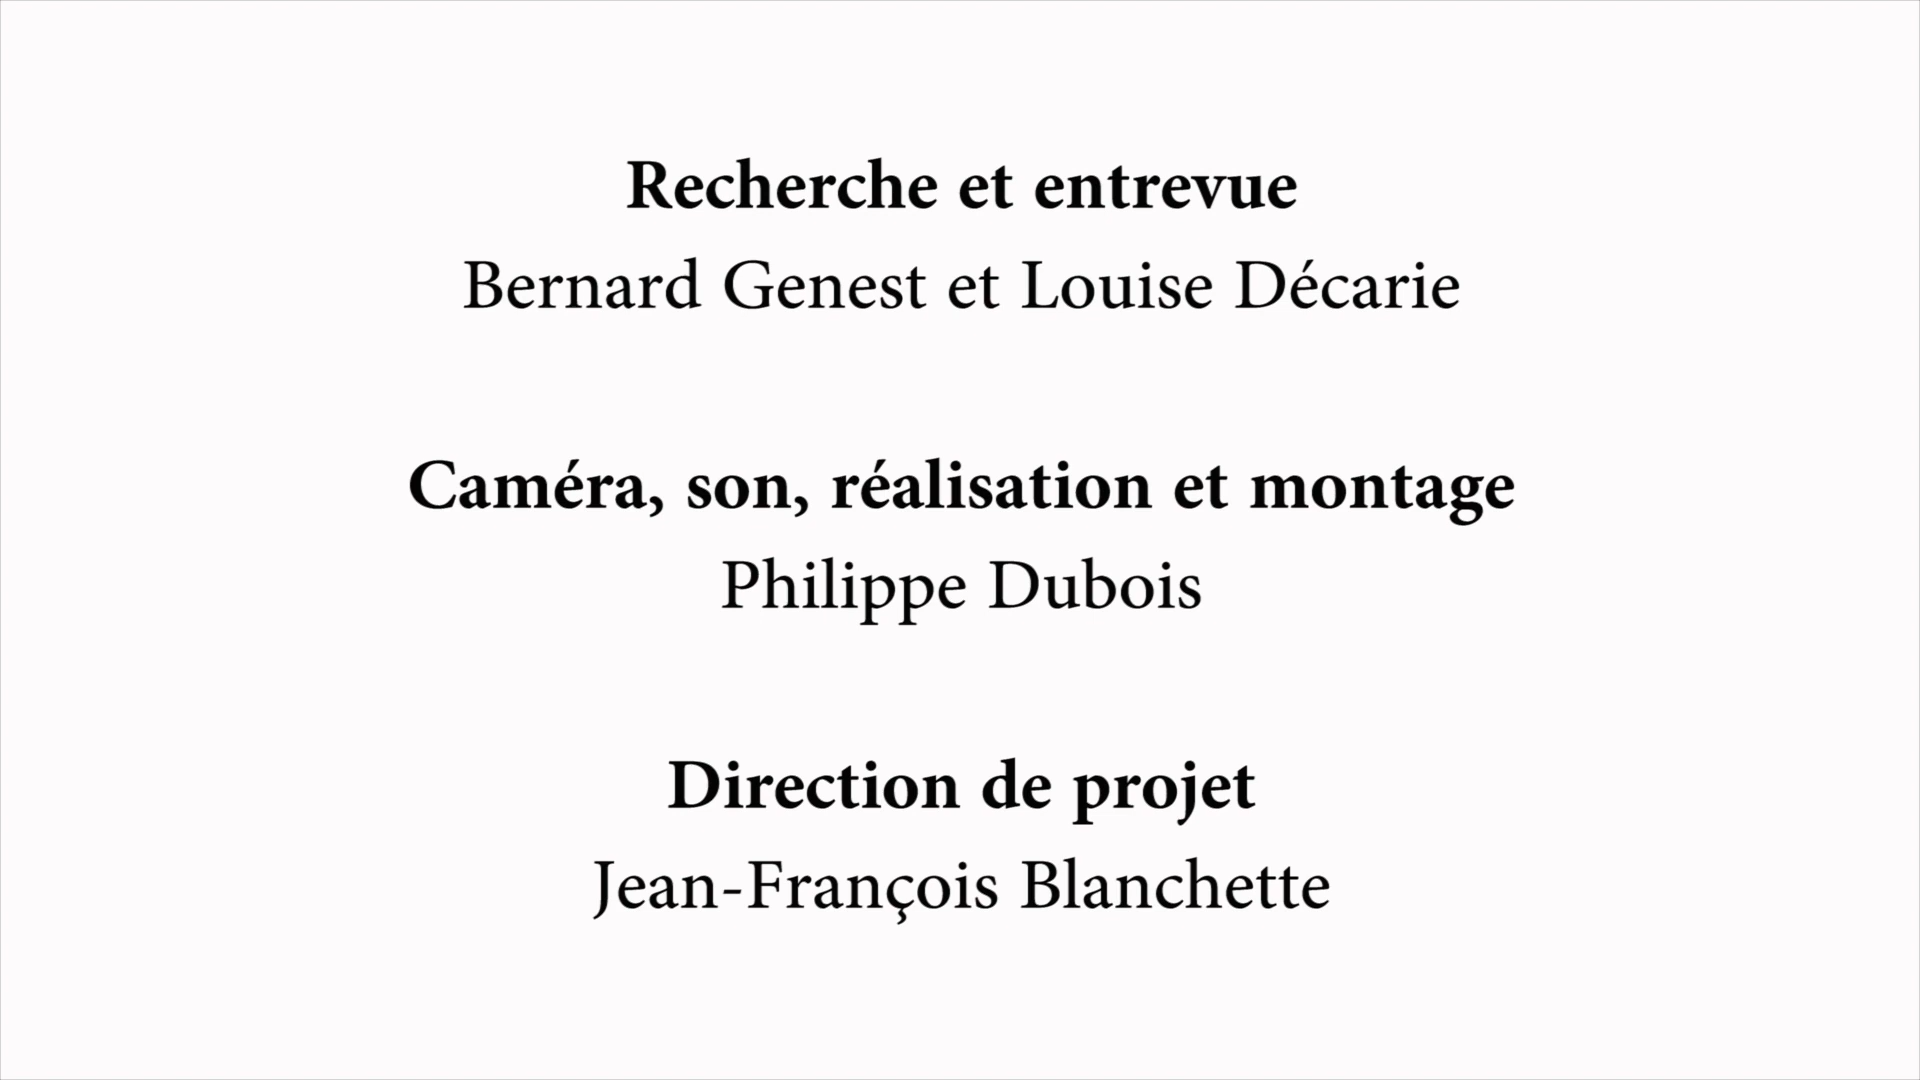 Recherche et entrevue
Bernard Genest et Louise Décarie
Caméra, son, réalisation et montage
Philippe Dubois
Direction de projet
Jean-François Blanchette